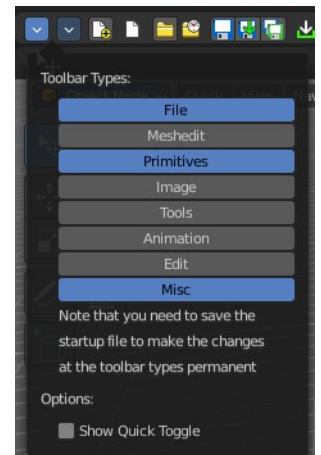 Toolbar Types:
File
Meshedit
Primitives
Image
Tools
Animation
Edit
Misc
Note that you need to save the
startup file to make the changes
at the toolbar types permanent
Options:
Show Quick Toggle